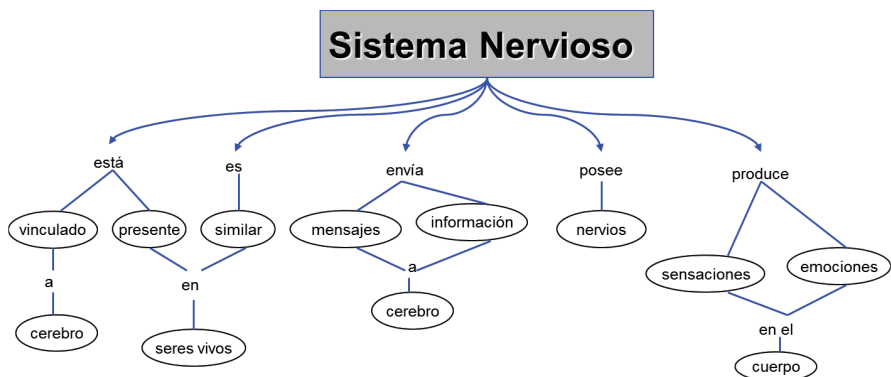 Sistema Nervioso
está
es
envía
posee
produce
vinculado
presente
similar
mensajes
información
nervios
sensaciones
emociones
a
en
a
cerebro
seres vivos
cerebro
en el
cuerpo